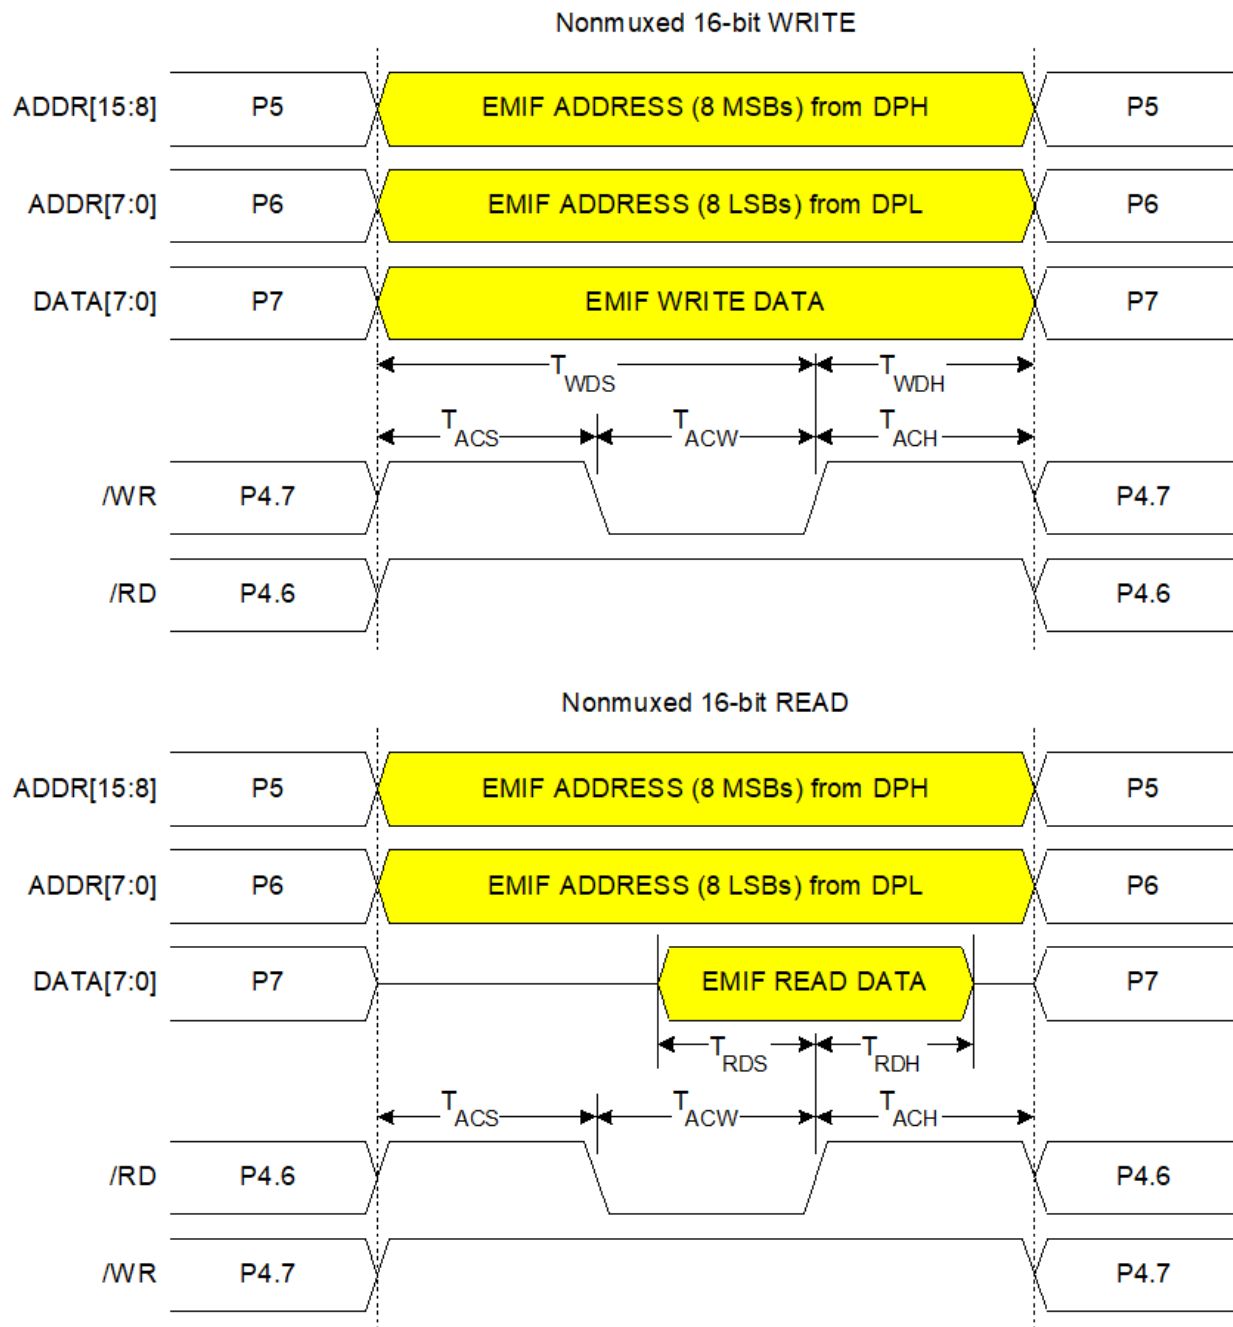 Nonmuxed 16-bit WRITE
ADDR[15:8] P5 EMIF ADDRESS (8 MSBs) from DPH P5
ADDR[7:0] P6 EMIF ADDRESS (8 LSBs) from DPL P6
DATA[7:0] P7 EMIF WRITE DATA P7
TWDS TWDH
TACS TACW TACH
/WR P4.7 P4.7
/RD P4.6 P4.6
Nonmuxed 16-bit READ
ADDR[15:8] P5 EMIF ADDRESS (8 MSBs) from DPH P5
ADDR[7:0] P6 EMIF ADDRESS (8 LSBs) from DPL P6
DATA[7:0] P7 EMIF READ DATA P7
TRDS TRDH
TACS TACW TACH
/RD P4.6 P4.6
/WR P4.7 P4.7